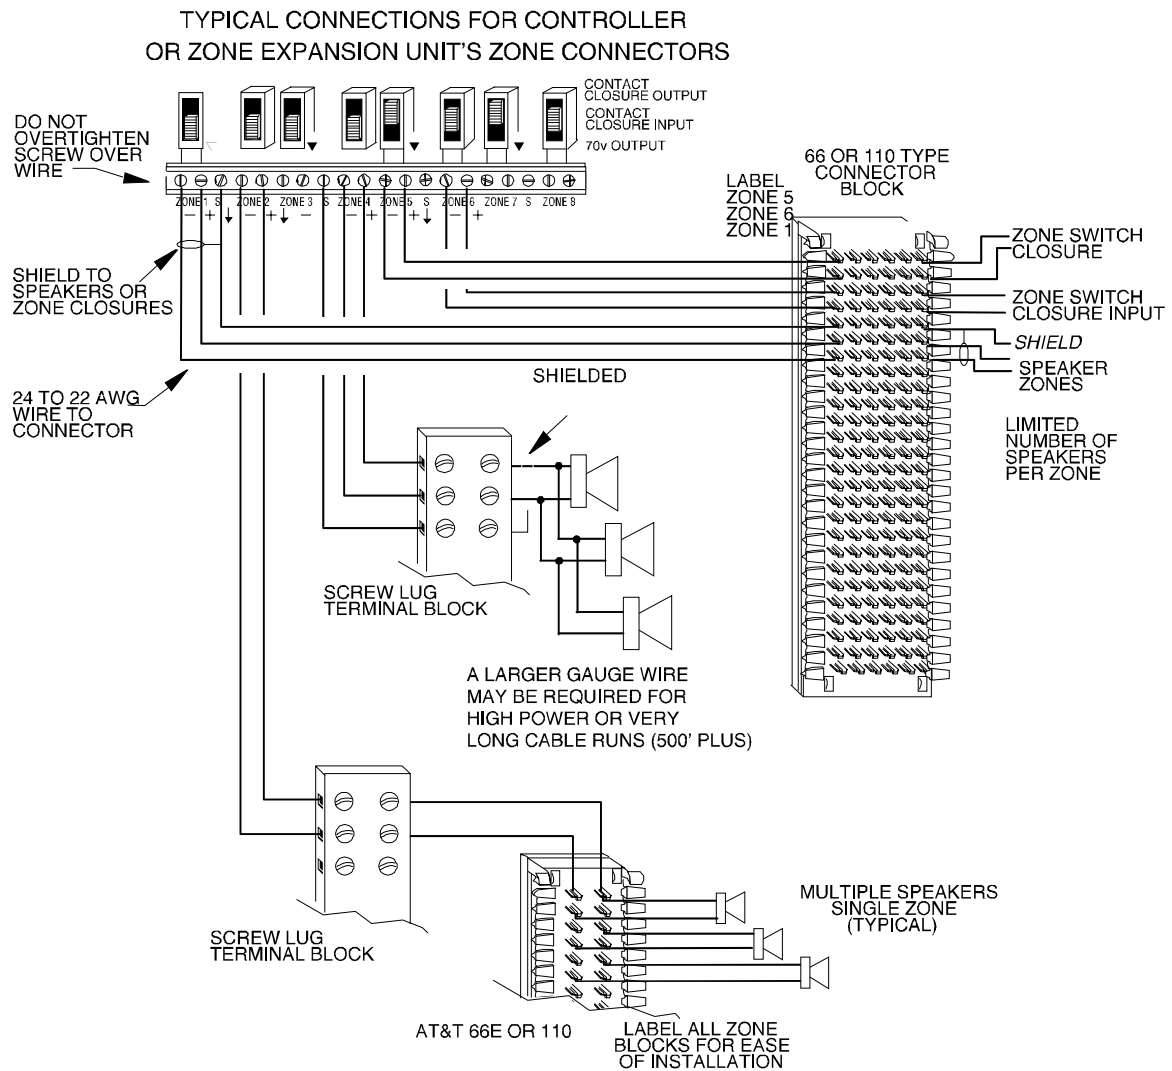 TYPICAL CONNECTIONS FOR CONTROLLER
OR ZONE EXPANSION UNIT'S ZONE CONNECTORS
CONTACT
CLOSURE OUTPUT
CONTACT
CLOSURE INPUT
70v OUTPUT
DO NOT
OVERTIGHTEN
SCREW OVER
WIRE
ZONE 1 S ZONE 2 ZONE 3 S ZONE 4 ZONE 5 S ZONE 6 ZONE 7 S ZONE 8
− + − + − − + − + − +
66 OR 110 TYPE
CONNECTOR
BLOCK
LABEL
ZONE 5
ZONE 6
ZONE 1
ZONE SWITCH
CLOSURE
ZONE SWITCH
CLOSURE INPUT
SHIELD
SPEAKER
ZONES
LIMITED
NUMBER OF
SPEAKERS
PER ZONE
SHIELD TO
SPEAKERS OR
ZONE CLOSURES
24 TO 22 AWG
WIRE TO
CONNECTOR
SHIELDED
SCREW LUG
TERMINAL BLOCK
A LARGER GAUGE WIRE
MAY BE REQUIRED FOR
HIGH POWER OR VERY
LONG CABLE RUNS (500' PLUS)
SCREW LUG
TERMINAL BLOCK
MULTIPLE SPEAKERS
SINGLE ZONE
(TYPICAL)
AT&T 66E OR 110
LABEL ALL ZONE
BLOCKS FOR EASE
OF INSTALLATION